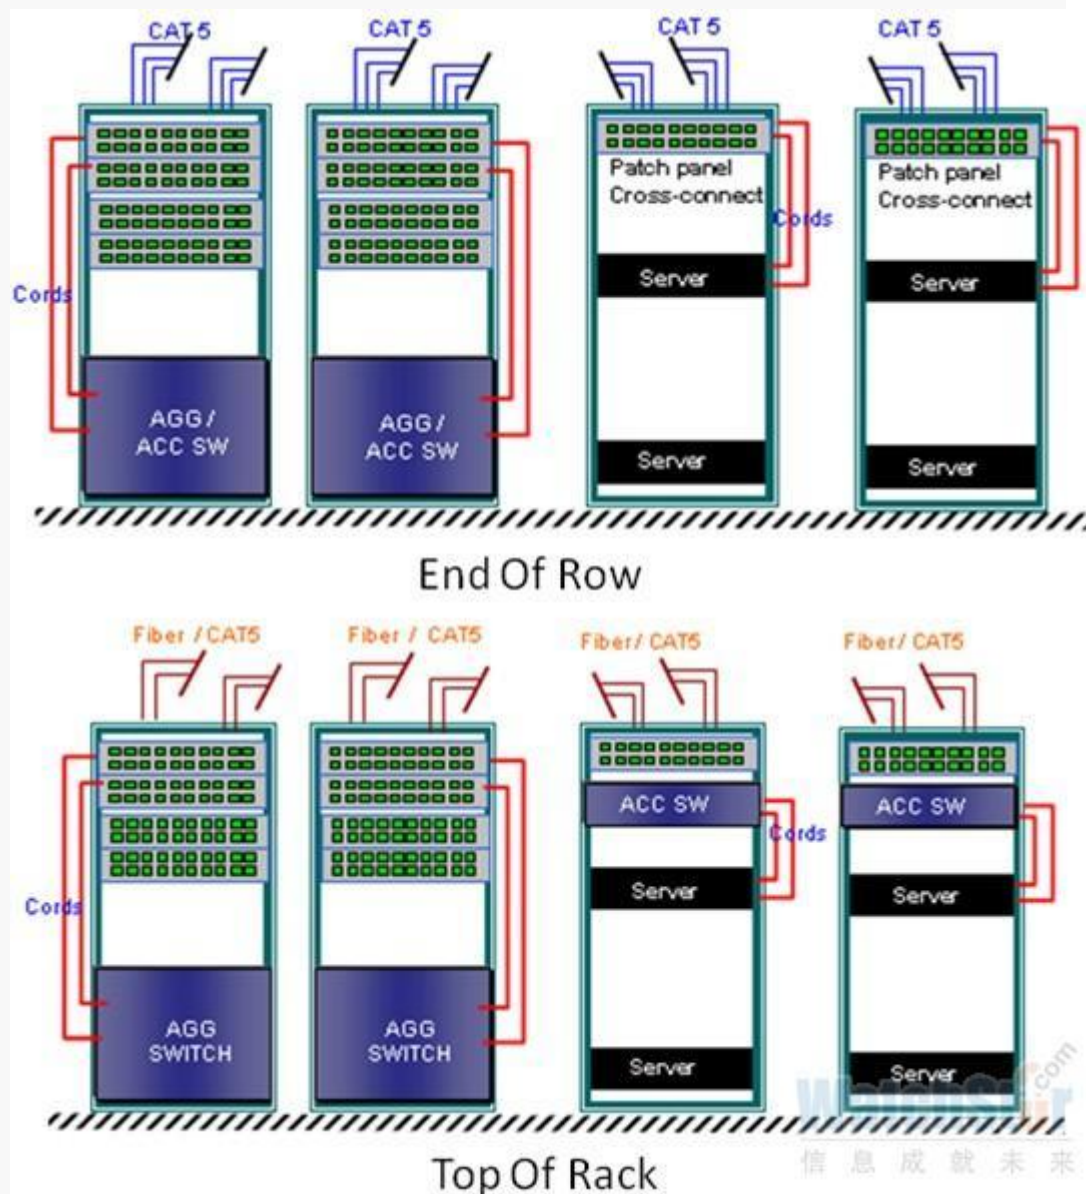 CAT 5
CAT 5
CAT 5
CAT 5
Patch panel
Cross-connect
Patch panel
Cross-connect
Cords
Cords
Server
Server
AGG /
ACC SW
AGG /
ACC SW
Server
Server
End Of Row
Fiber / CAT5
Fiber / CAT5
Fiber / CAT5
Fiber / CAT5
ACC SW
ACC SW
Cords
Cords
Server
Server
AGG
SWITCH
AGG
SWITCH
Server
Server
WatchStor.com
信息成就未来
Top Of Rack